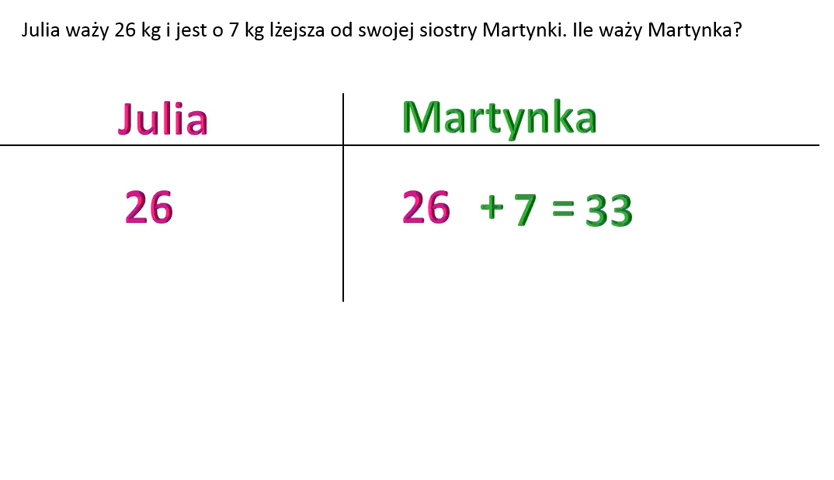 Julia waży 26 kg i jest o 7 kg lżejsza od swojej siostry Martynki. Ile waży Martynka?
Julia Martynka
26 26 + 7 = 33